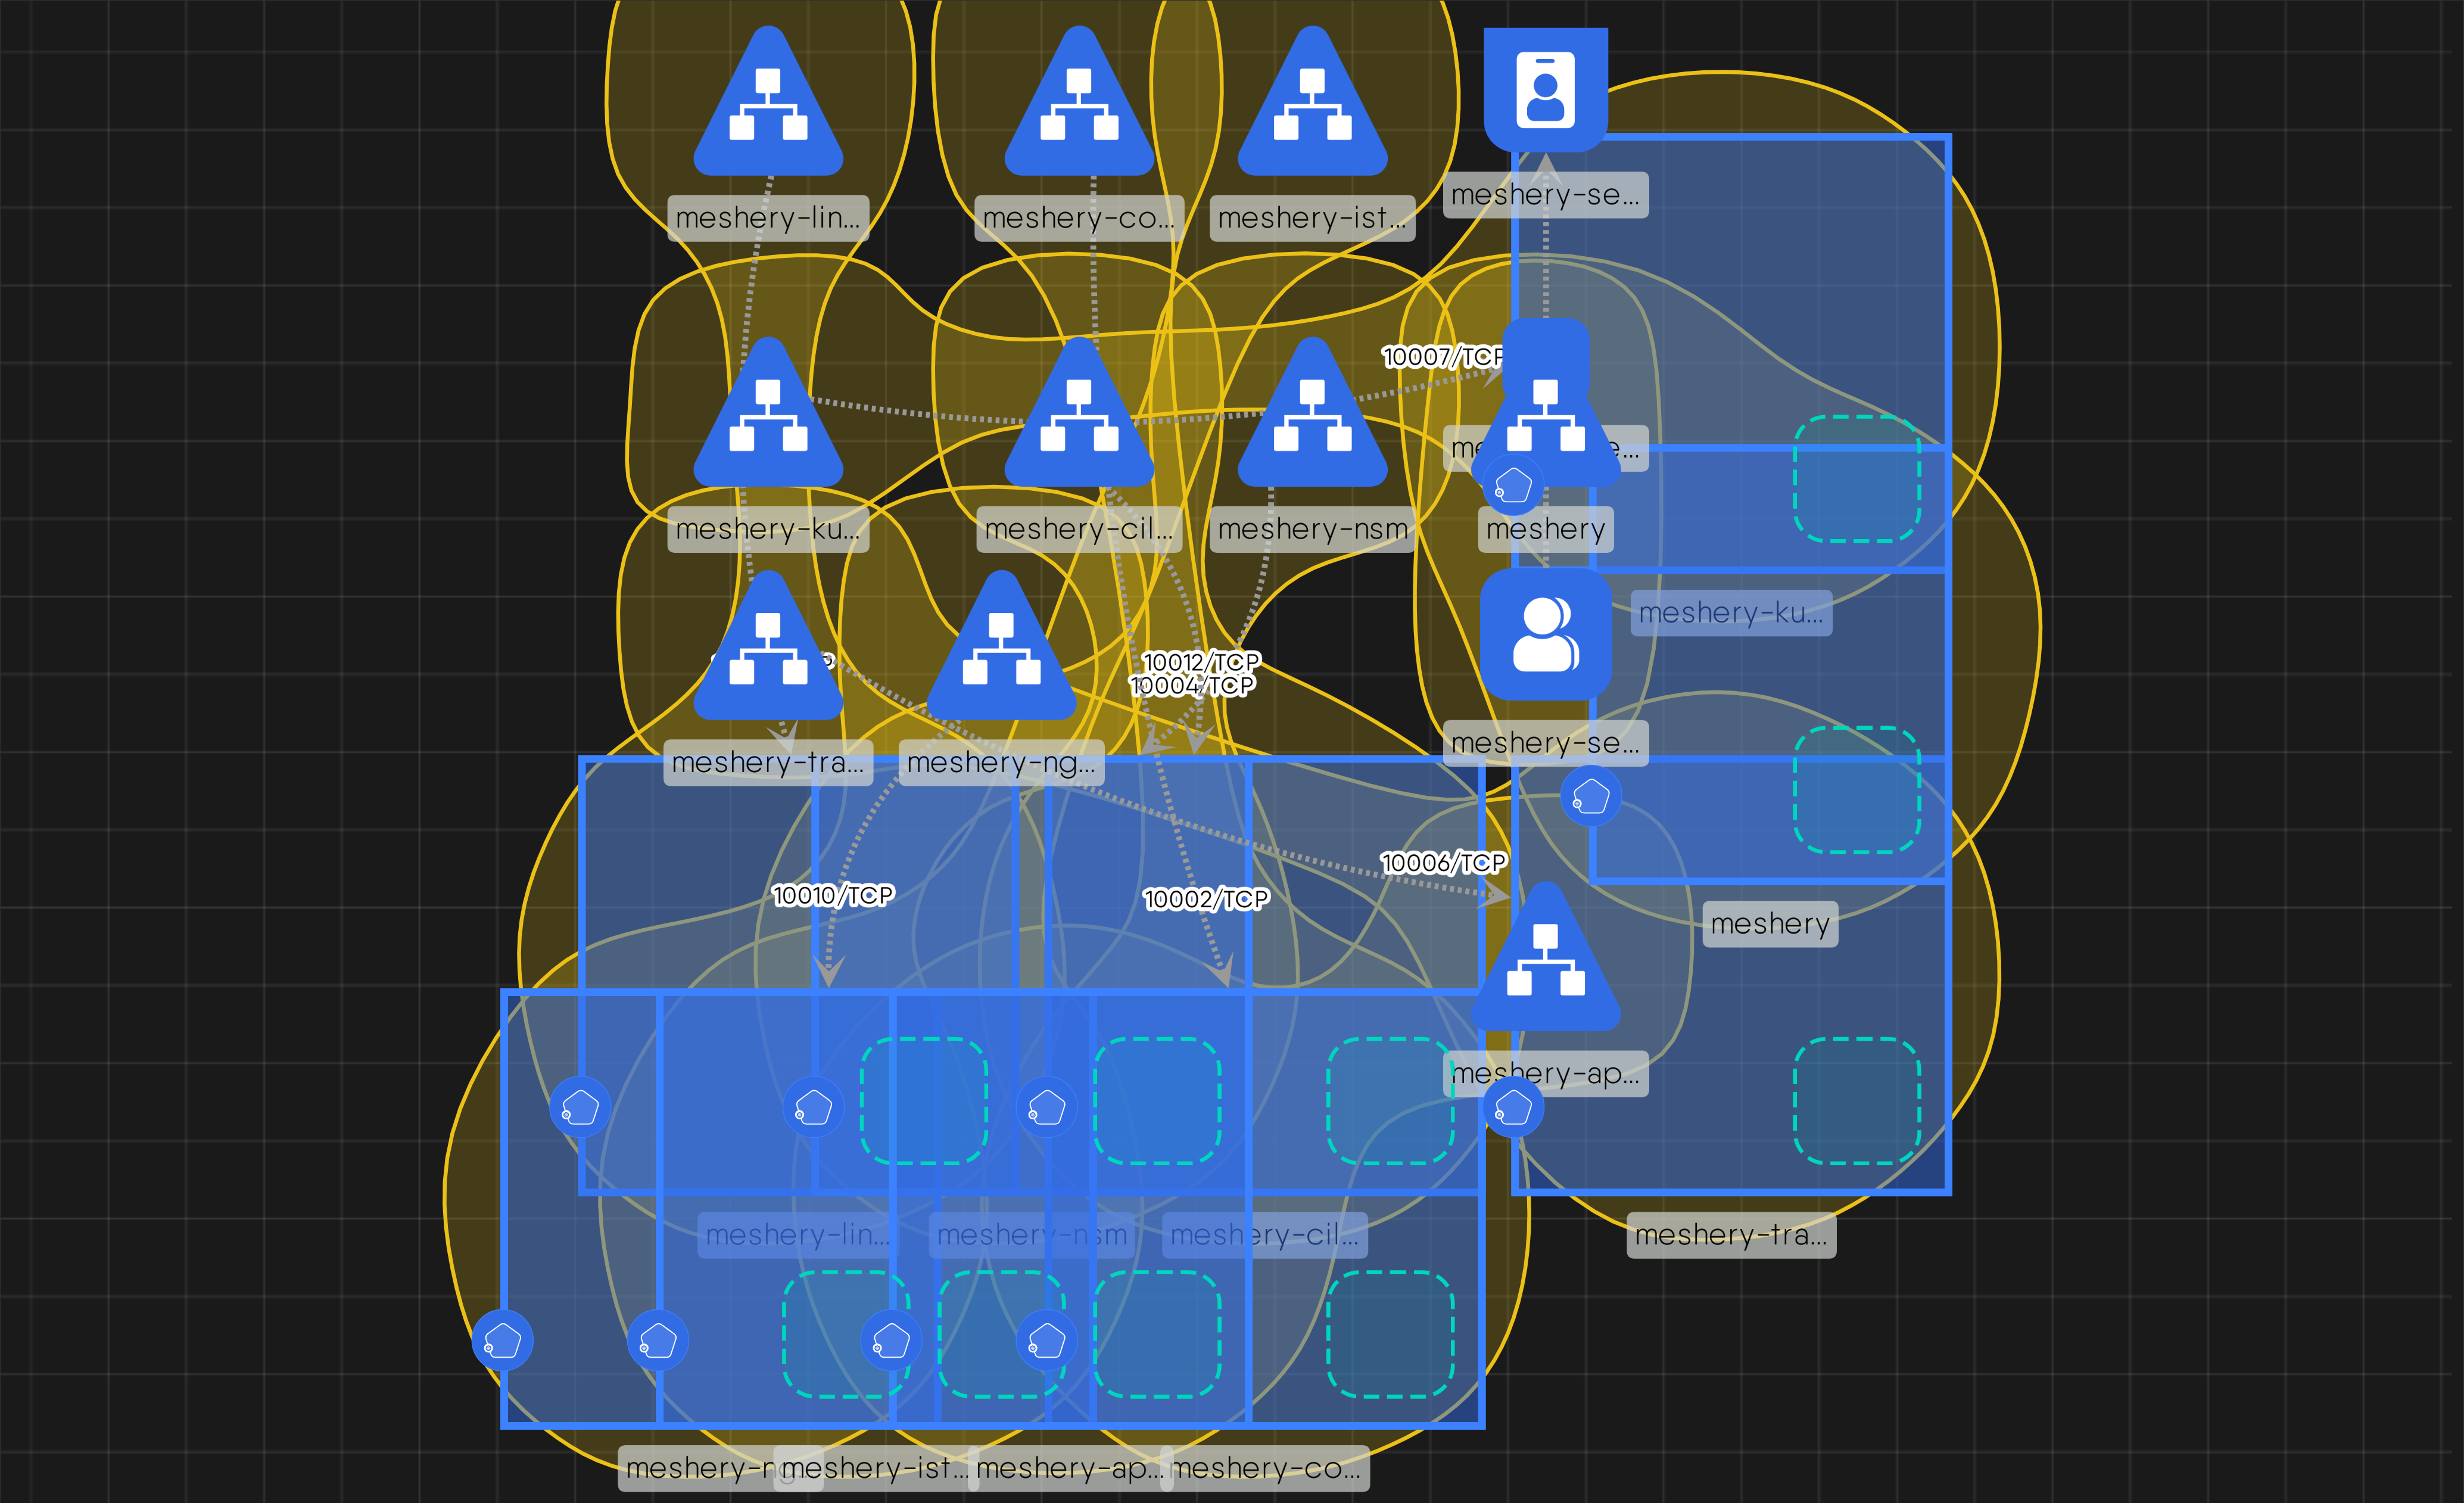 meshery-lin...
meshery-co...
meshery-ist...
meshery-se...
10007/TCP
meshery-ku...
meshery-cil...
meshery-nsm
meshery
meshery-ku...
10012/TCP
10004/TCP
meshery-tra...
meshery-ng...
meshery-se...
10006/TCP
10010/TCP
10002/TCP
meshery
meshery-ap...
meshery-lin...
meshery-nsm
meshery-cil...
meshery-tra...
meshery-ist...
meshery-ap...
meshery-co...